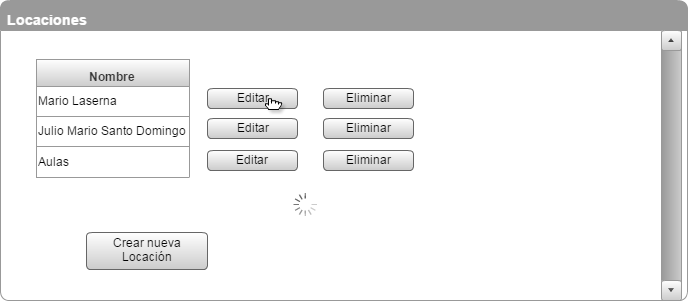 Locaciones
Nombre
Mario Laserna Editar Eliminar
Julio Mario Santo Domingo Editar Eliminar
Aulas Editar Eliminar
Crear nueva
Locación